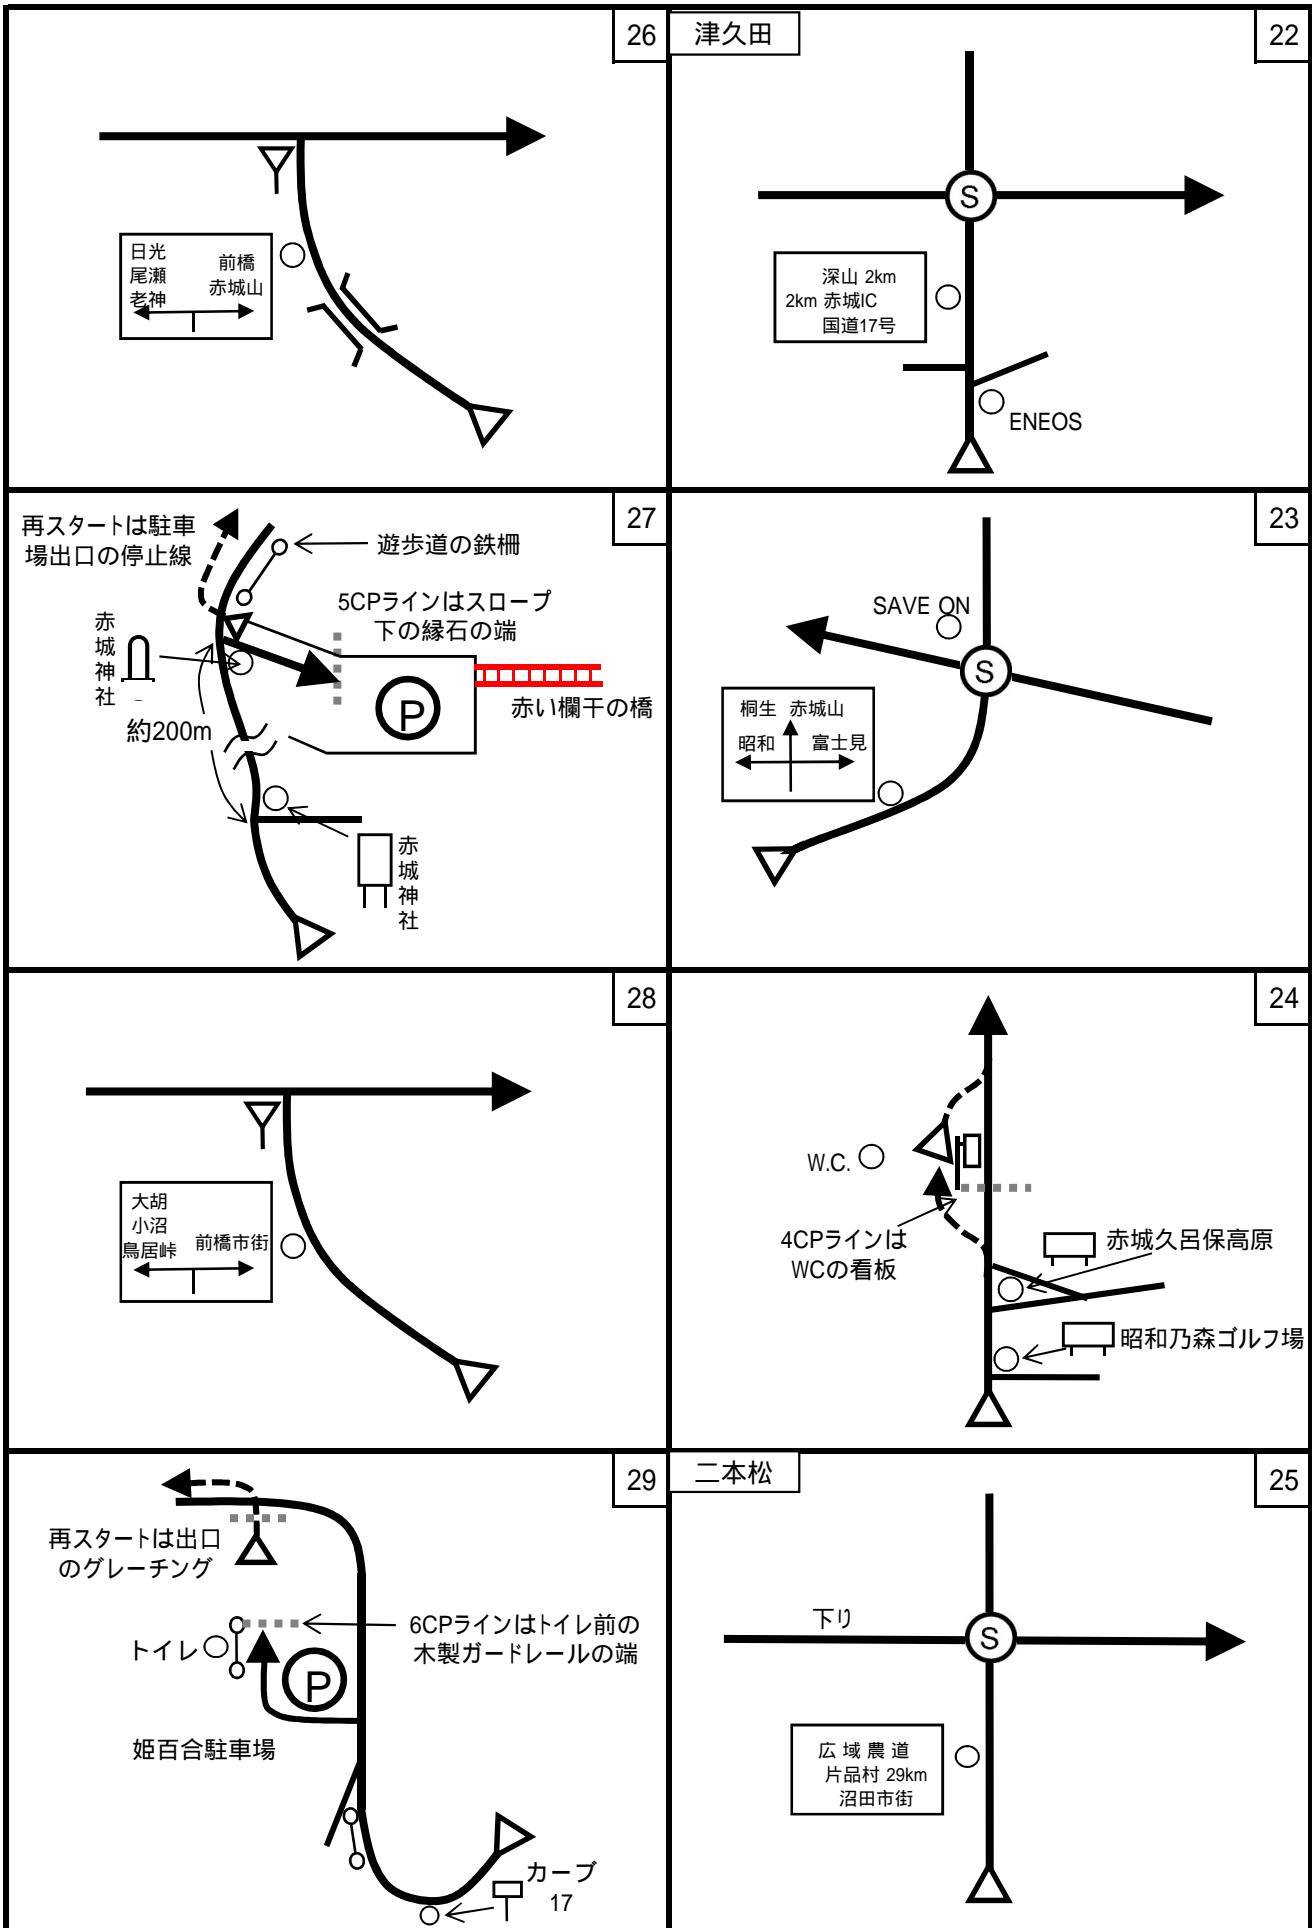 26
日光
尾瀬
老神
前橋
赤城山
津久田
22
S
深山 2km
2km 赤城IC
国道17号
ENEOS
27
再スタートは駐車
場出口の停止線
遊歩道の鉄柵
5CPラインはスロープ
下の縁石の端
赤城神社
P
赤い欄干の橋
約200m
赤城神社
23
SAVE ON
S
桐生 赤城山
昭和 富士見
28
大胡
小沼
鳥居峠
前橋市街
24
W.C.
4CPラインは
WCの看板
赤城久呂保高原
昭和乃森ゴルフ場
29
再スタートは出口
のグレーチング
6CPラインはトイレ前の
木製ガードレールの端
トイレ
P
姫百合駐車場
カーブ
17
二本松
25
下り
S
広域農道
片品村 29km
沼田市街